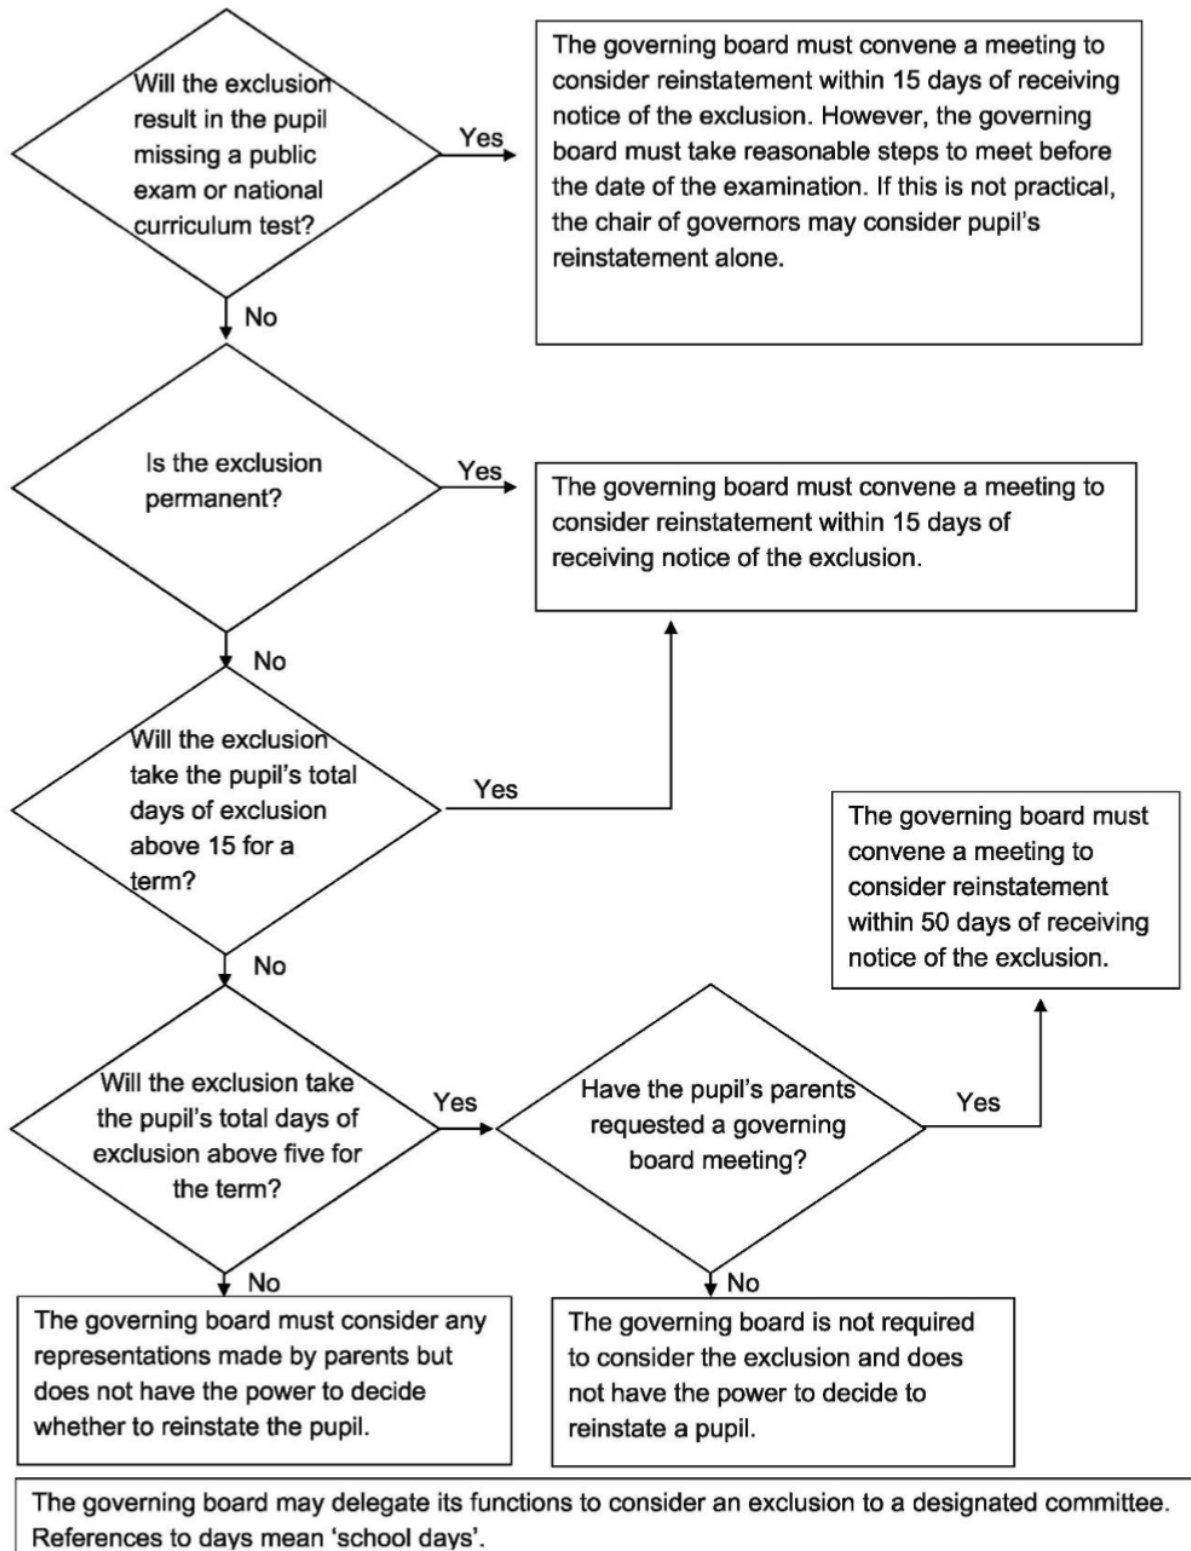 Will the exclusion
result in the pupil
missing a public
exam or national
curriculum test?
Yes
The governing board must convene a meeting to
consider reinstatement within 15 days of receiving
notice of the exclusion. However, the governing
board must take reasonable steps to meet before
the date of the examination. If this is not practical,
the chair of governors may consider pupil's
reinstatement alone.
No
Is the exclusion
permanent?
Yes
The governing board must convene a meeting to
consider reinstatement within 15 days of
receiving notice of the exclusion.
No
Will the exclusion
take the pupil's total
days of exclusion
above 15 for a
term?
Yes
The governing board must
convene a meeting to
consider reinstatement
within 50 days of receiving
notice of the exclusion.
No
Will the exclusion take
the pupil's total days of
exclusion above five for
the term?
Yes
Have the pupil's parents
requested a governing
board meeting?
Yes
No
The governing board must consider any
representations made by parents but
does not have the power to decide
whether to reinstate the pupil.
No
The governing board is not required
to consider the exclusion and does
not have the power to decide to
reinstate a pupil.
The governing board may delegate its functions to consider an exclusion to a designated committee.
References to days mean 'school days'.